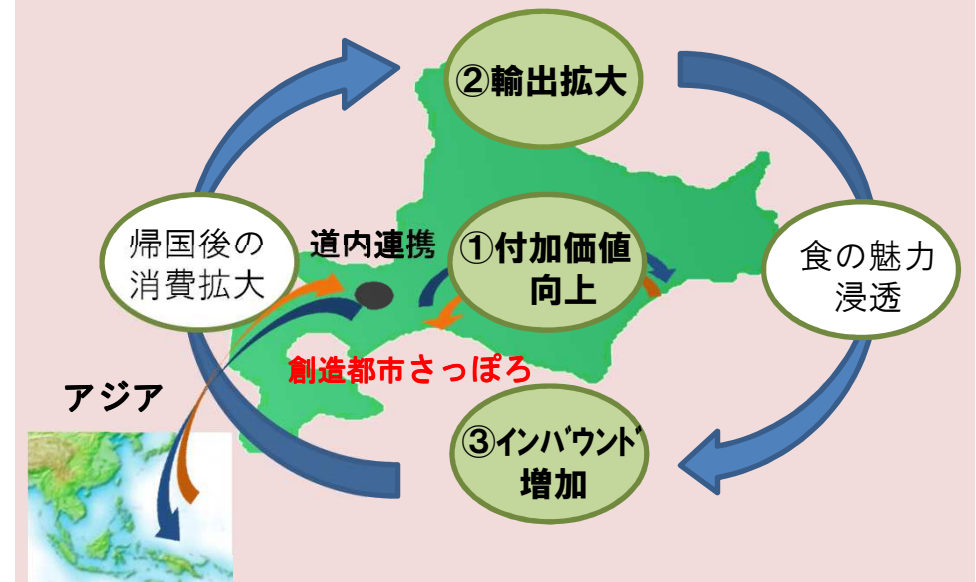 ②輸出拡大
帰国後の
消費拡大
道内連携
①付加価値
向上
食の魅力
浸透
創造都市さっぽろ
アジア
③インバウンド
増加